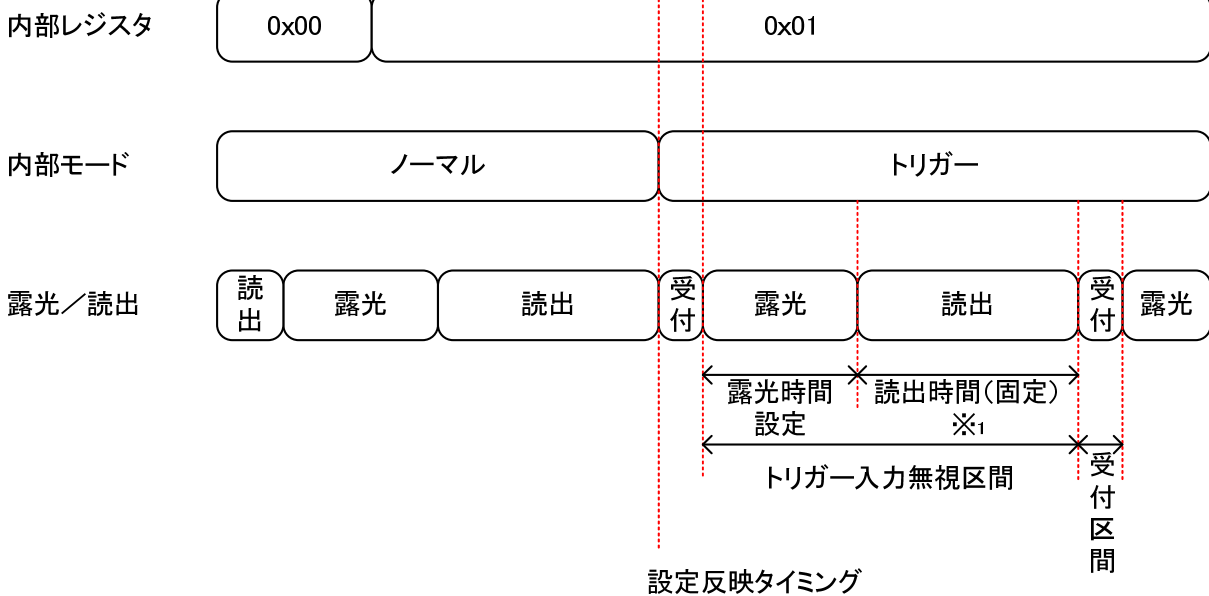 内部レジスタ 0x00 0x01
内部モード ノーマル トリガー
露光／読出 読出 露光 読出 受付 露光 読出 受付 露光
露光時間設定
読出時間（固定）※1
トリガー入力無視区間
受付区間
設定反映タイミング